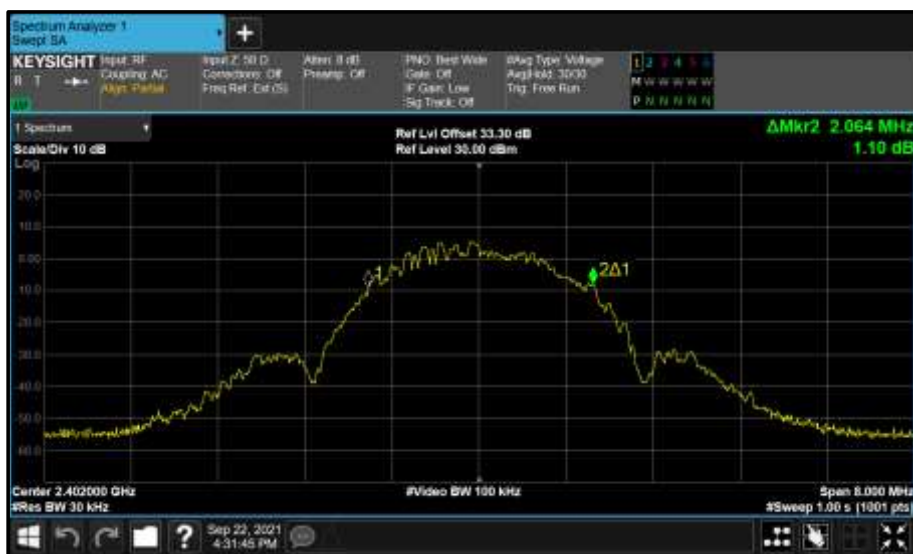 Spectrum Analyzer 1
Swept SA
+
KEYSIGHT
R T
Input: RF
Coupling: AC
Align: Partial
Input Z: 50 Ω
Corrections: Off
Freq Ref: Ext (S)
Atten: 8 dB
Preamp: Off
PNO: Best Wide
Gate: Off
IF Gain: Low
Sig Track: Off
#Avg Type: Voltage
Avg|Hold: 30/30
Trig: Free Run
1 2 3 4 5 6
M W W W W W
P N N N N N
1 Spectrum
Scale/Div 10 dB
Log
Ref Lvl Offset 33.30 dB
Ref Level 30.00 dBm
ΔMkr2 2.064 MHz
1.10 dB
20.0
10.0
0.00
-10.0
-20.0
-30.0
-40.0
-50.0
-60.0
1
2Δ1
Center 2.402000 GHz
#Res BW 30 kHz
#Video BW 100 kHz
Span 8.000 MHz
#Sweep 1.00 s (1001 pts)
?
Sep 22, 2021
4:31:45 PM